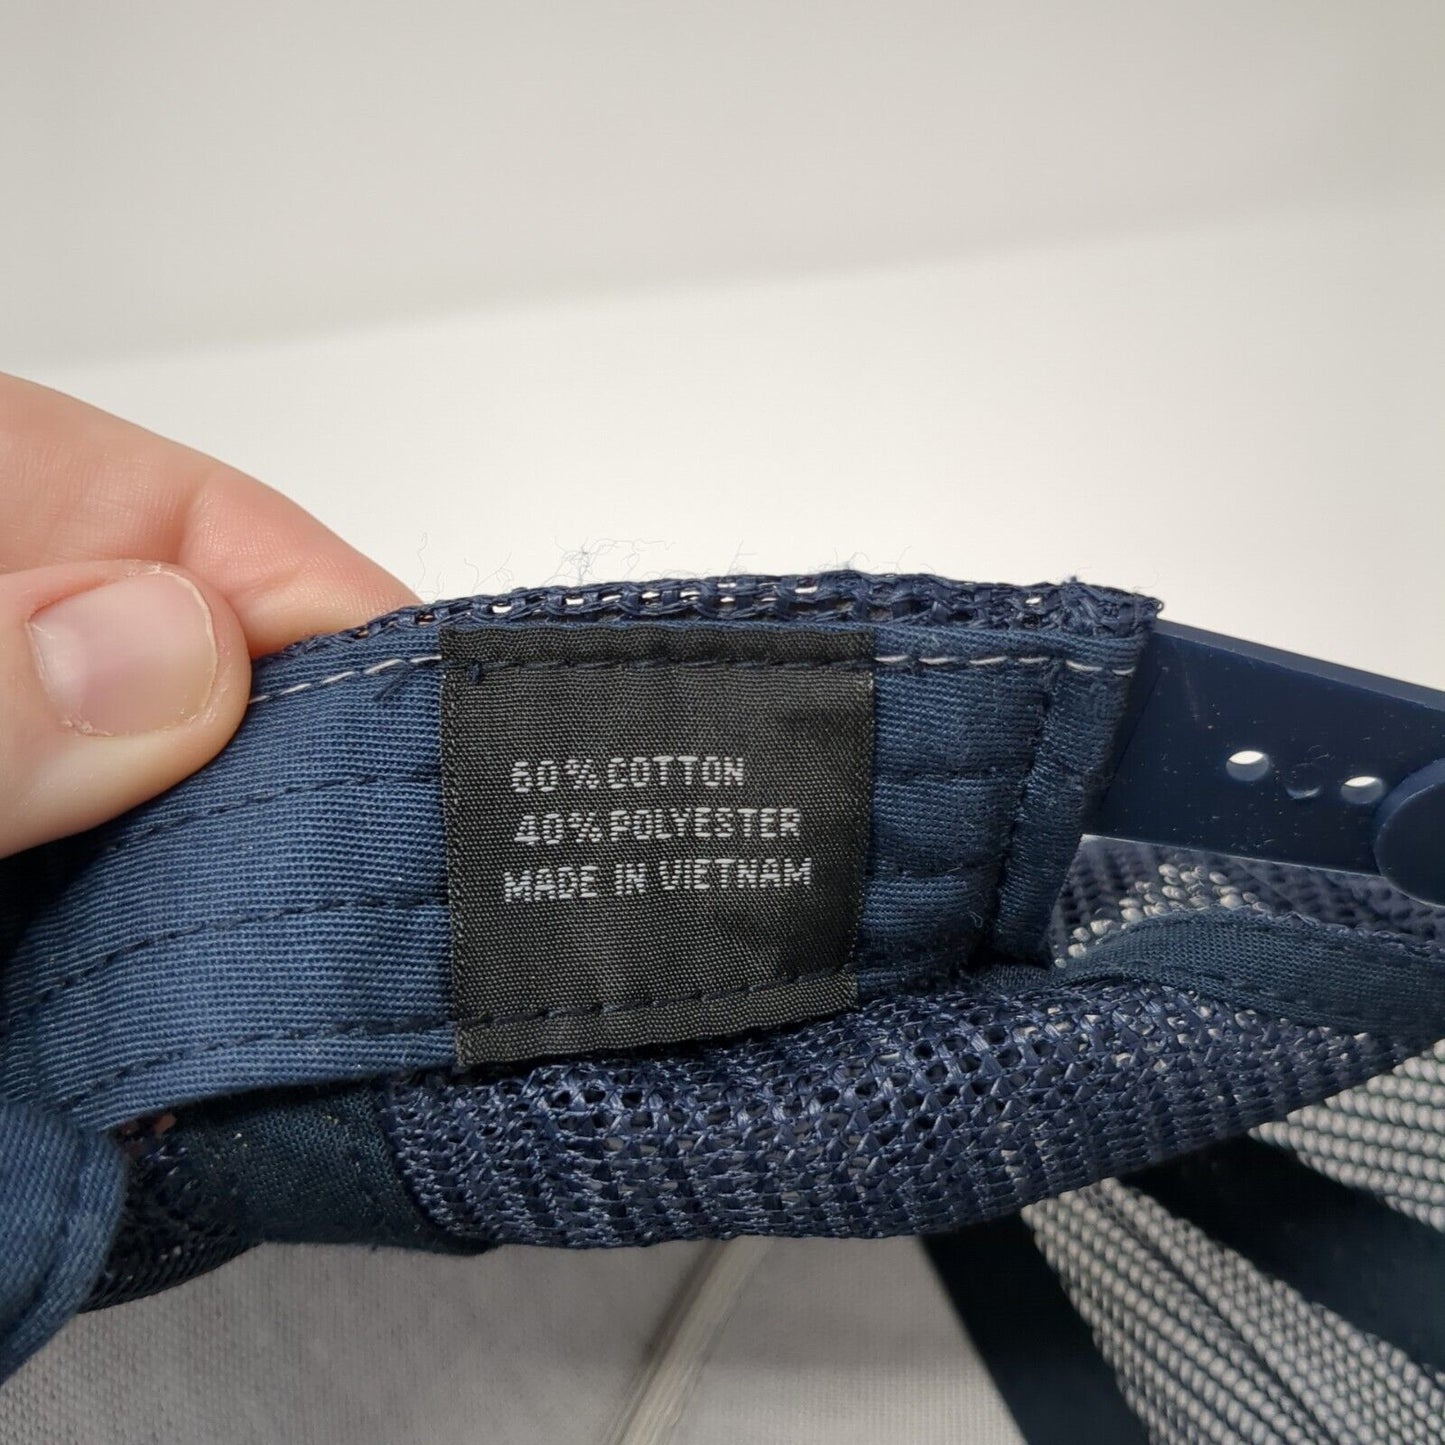 60% COTTON
40% POLYESTER
MADE IN VIETNAM